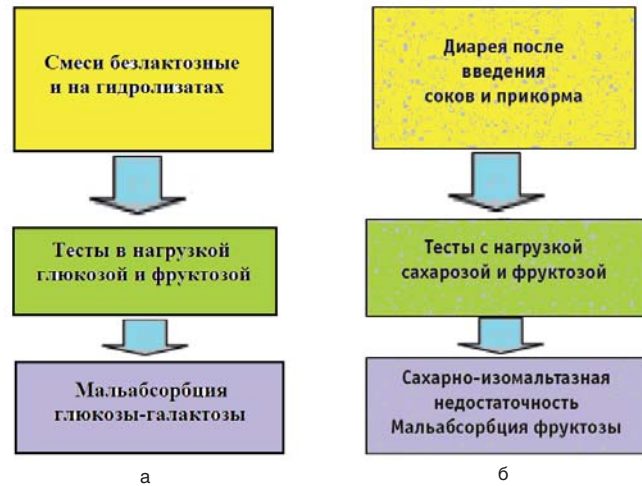 Смеси безлактозные
и на гидролизатах
Тесты в нагрузкой
глюкозой и фруктозой
Мальабсорбция
глюкозы-галактозы
а
Диарея после
введения
соков и прикорма
Тесты с нагрузкой
сахарозой и фруктозой
Сахарно-изомальтазная
недостаточность
Мальабсорбция фруктозы
б